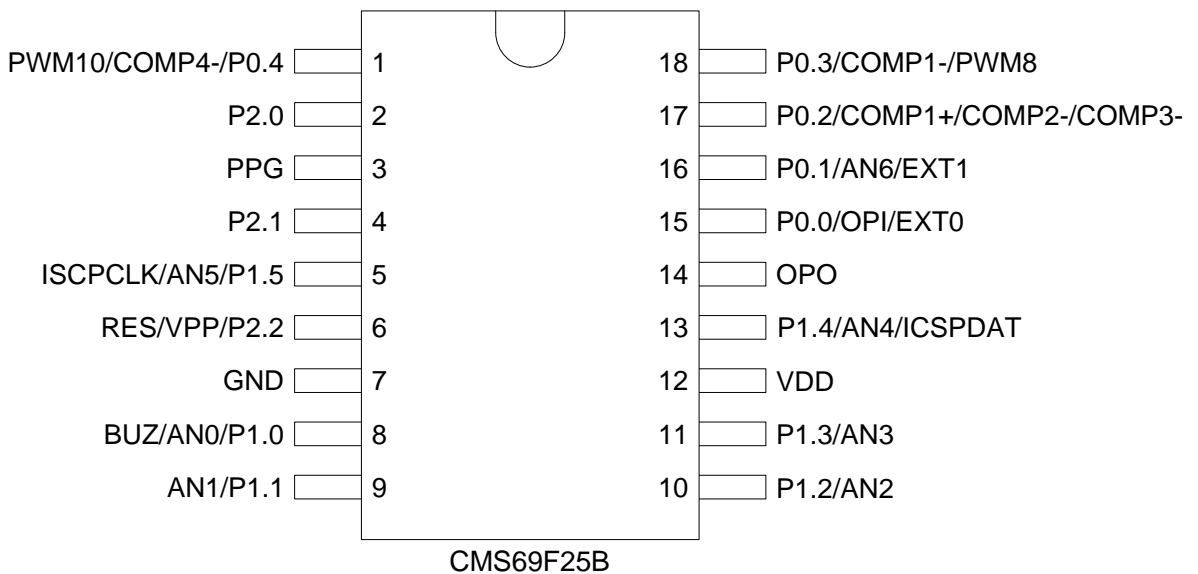 PWM10/COMP4-/P0.4 1 18 P0.3/COMP1-/PWM8
P2.0 2 17 P0.2/COMP1+/COMP2-/COMP3-
PPG 3 16 P0.1/AN6/EXT1
P2.1 4 15 P0.0/OPI/EXT0
ISCPCLK/AN5/P1.5 5 14 OPO
RES/VPP/P2.2 6 13 P1.4/AN4/ICSPDAT
GND 7 12 VDD
BUZ/AN0/P1.0 8 11 P1.3/AN3
AN1/P1.1 9 10 P1.2/AN2
CMS69F25B